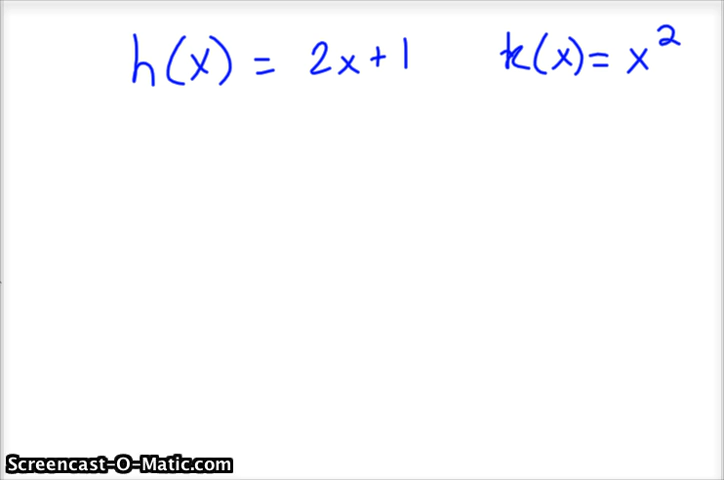 h(x) = 2x+1 k(x)= x²
Screencast-O-Matic.com